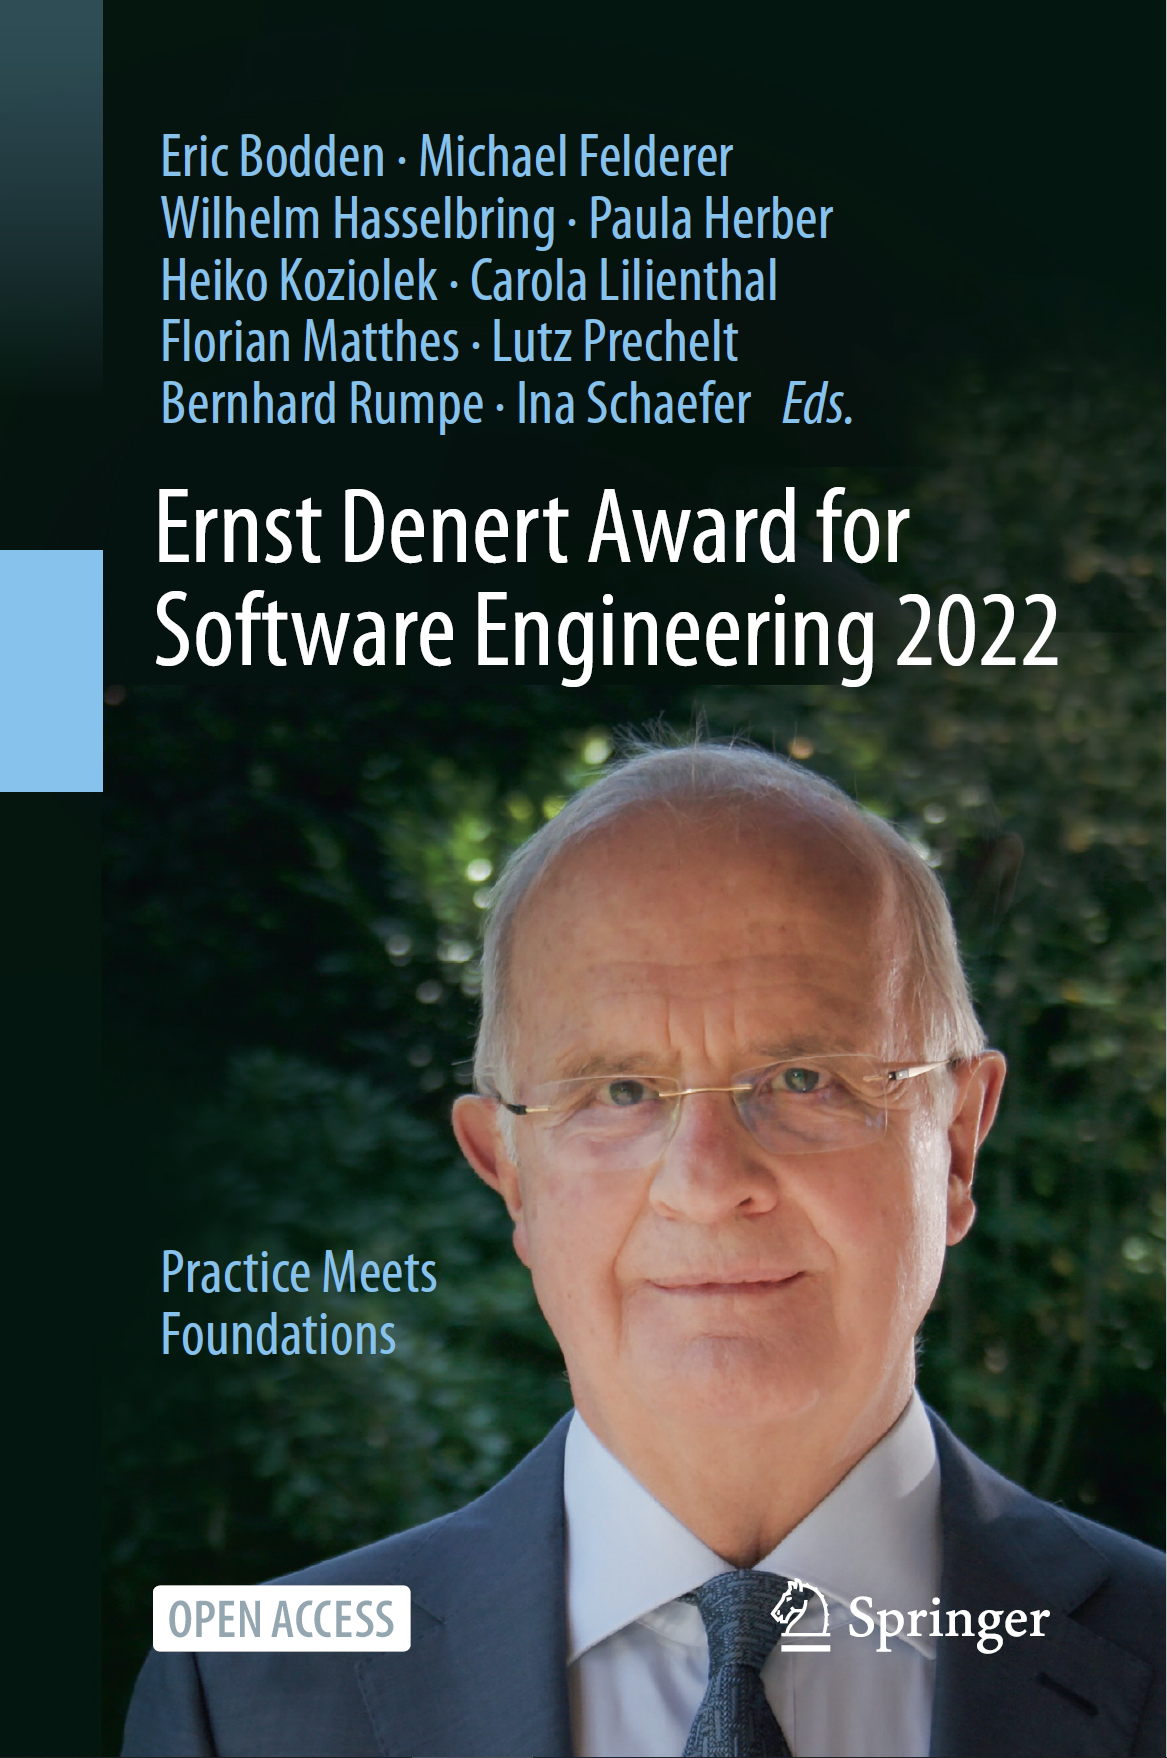 Eric Bodden · Michael Felderer
Wilhelm Hasselbring · Paula Herber
Heiko Koziolek · Carola Lilienthal
Florian Matthes · Lutz Prechelt
Bernhard Rumpe · Ina Schaefer Eds.
Ernst Denert Award for
Software Engineering 2022
Practice Meets
Foundations
OPEN ACCESS
Springer